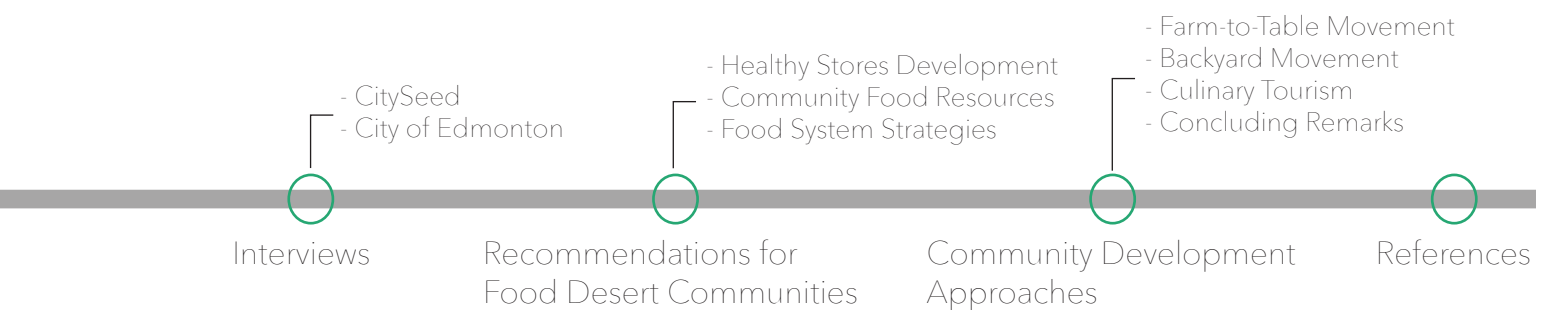 - CitySeed
- City of Edmonton
Interviews
- Healthy Stores Development
- Community Food Resources
- Food System Strategies
Recommendations for
Food Desert Communities
- Farm-to-Table Movement
- Backyard Movement
- Culinary Tourism
- Concluding Remarks
Community Development
Approaches
References